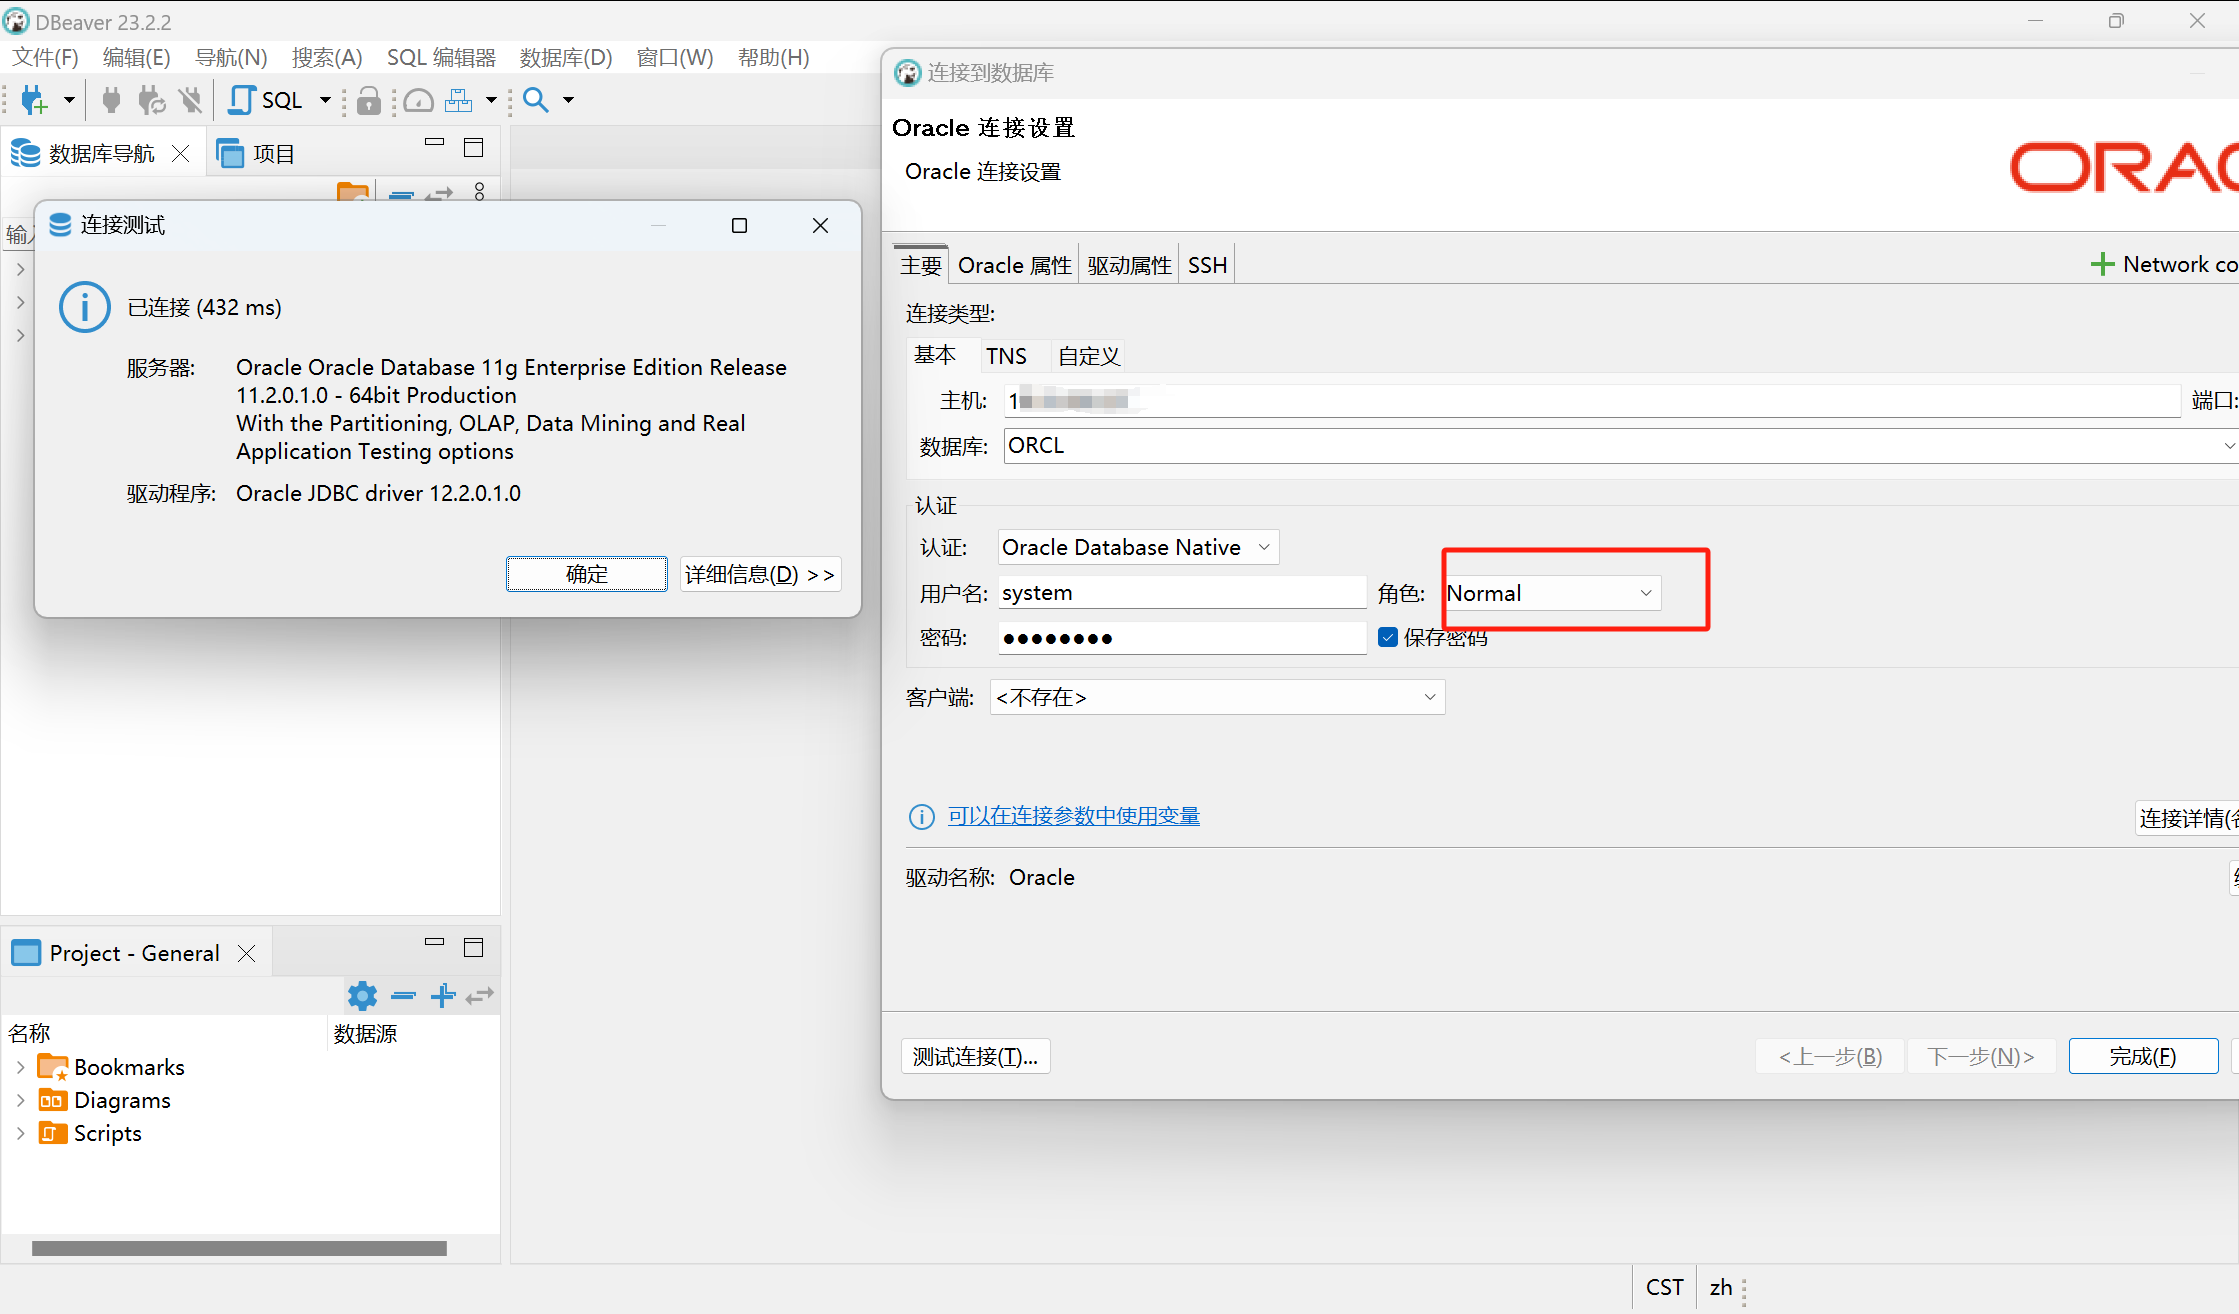 DBeaver 23.2.2
文件(F) 编辑(E) 导航(N) 搜索(A) SQL 编辑器 数据库(D) 窗口(W) 帮助(H)
SQL
数据库导航
项目
连接测试
已连接 (432 ms)
服务器:
Oracle Oracle Database 11g Enterprise Edition Release
11.2.0.1.0 - 64bit Production
With the Partitioning, OLAP, Data Mining and Real
Application Testing options
驱动程序: Oracle JDBC driver 12.2.0.1.0
确定
详细信息(D) >>
Project - General
名称
数据源
Bookmarks
Diagrams
Scripts
连接到数据库
Oracle 连接设置
Oracle 连接设置
主要
Oracle 属性
驱动属性
SSH
Network
连接类型:
基本
TNS
自定义
主机: 1
端口:
数据库: ORCL
认证
认证: Oracle Database Native
用户名: system
角色: Normal
密码: ●●●●●●●●
保存密码
客户端: <不存在>
可以在连接参数中使用变量
连接详情(
驱动名称: Oracle
测试连接(T)...
<上一步(B)
下一步(N)>
完成(F)
CST
zh